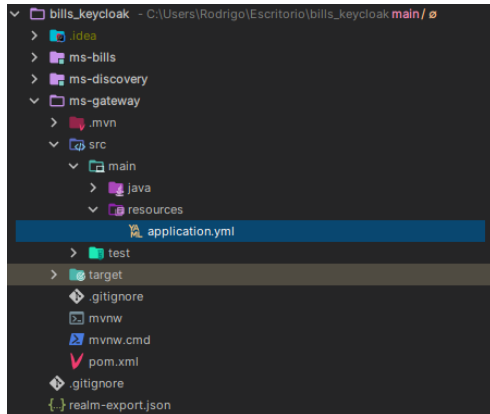 bills_keycloak - C:\Users\Rodrigo\Escritorio\bills_keycloak main / ø
.idea
ms-bills
ms-discovery
ms-gateway
.mvn
src
main
java
resources
application.yml
test
target
.gitignore
mvnw
mvnw.cmd
pom.xml
.gitignore
realm-export.json